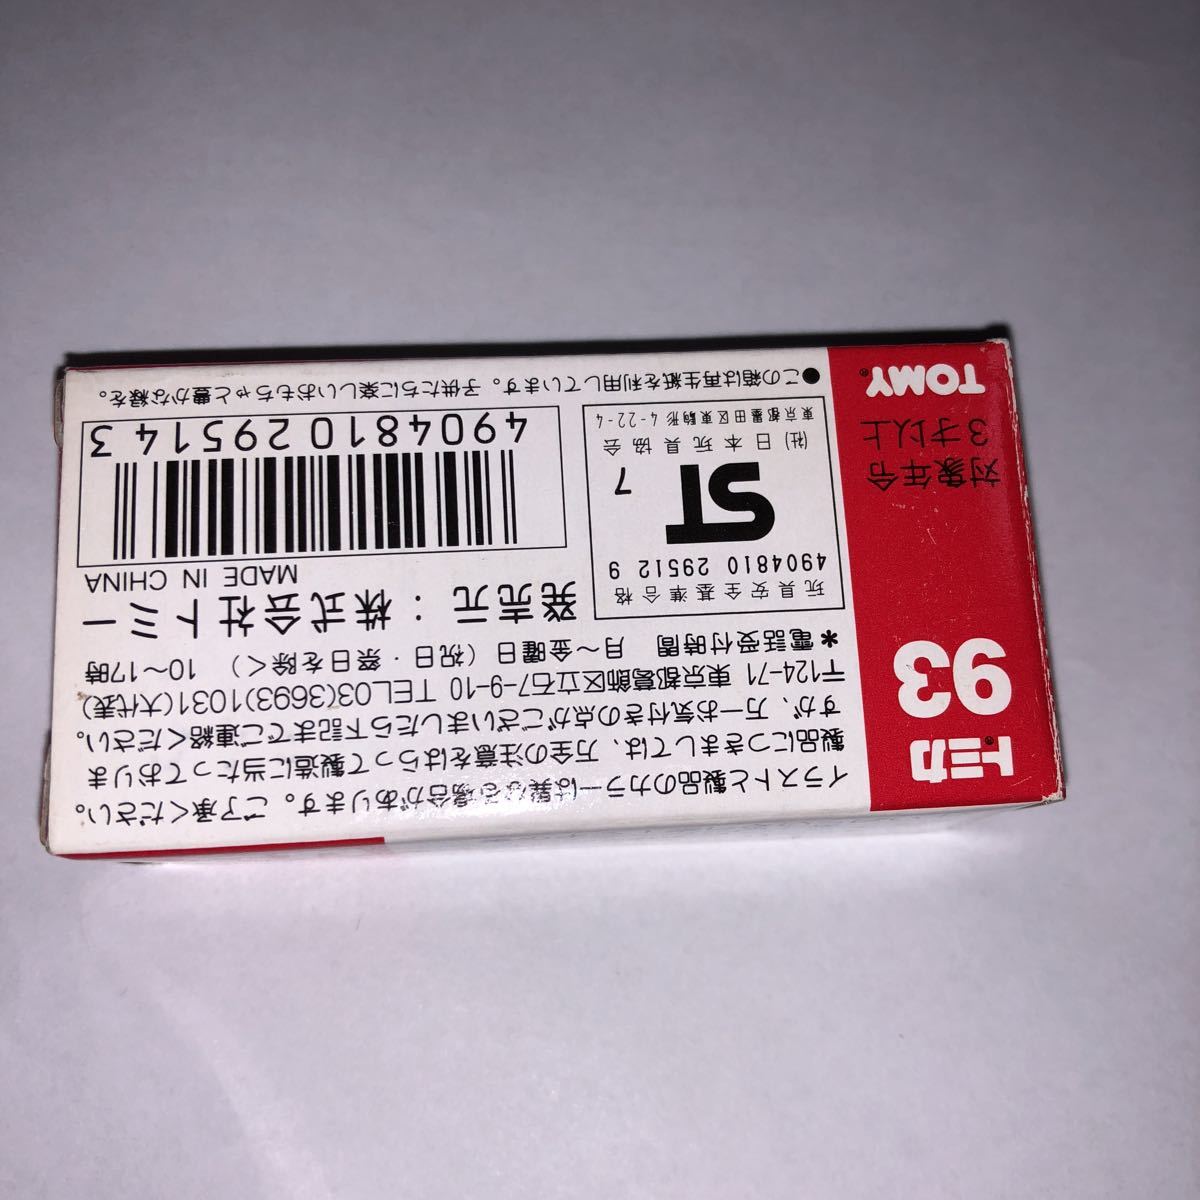 トミカ®
93
対象年令
3才以上
TOMY®
イラストと製品のカラーは異なる場合があります。ご了承ください。
製品につきましては、万全の注意をはらって製造に当たっておりま
すが、万一お気付きの点がございましたら下記までご連絡ください。
〒124-71 東京都葛飾区立石7-9-10 TEL03(3693)1031(大代表)
*電話受付時間 月〜金曜日(祝日・祭日を除く) 10〜17時
玩具安全基準合格
4904810 29512 9
ST
7
(社)日本玩具協会
東京都墨田区東駒形4-22-4
発売元:株式会社トミー
MADE IN CHINA
4904810295143
●この箱は再生紙を利用しています。子供たちに楽しいおもちゃと豊かな緑を。